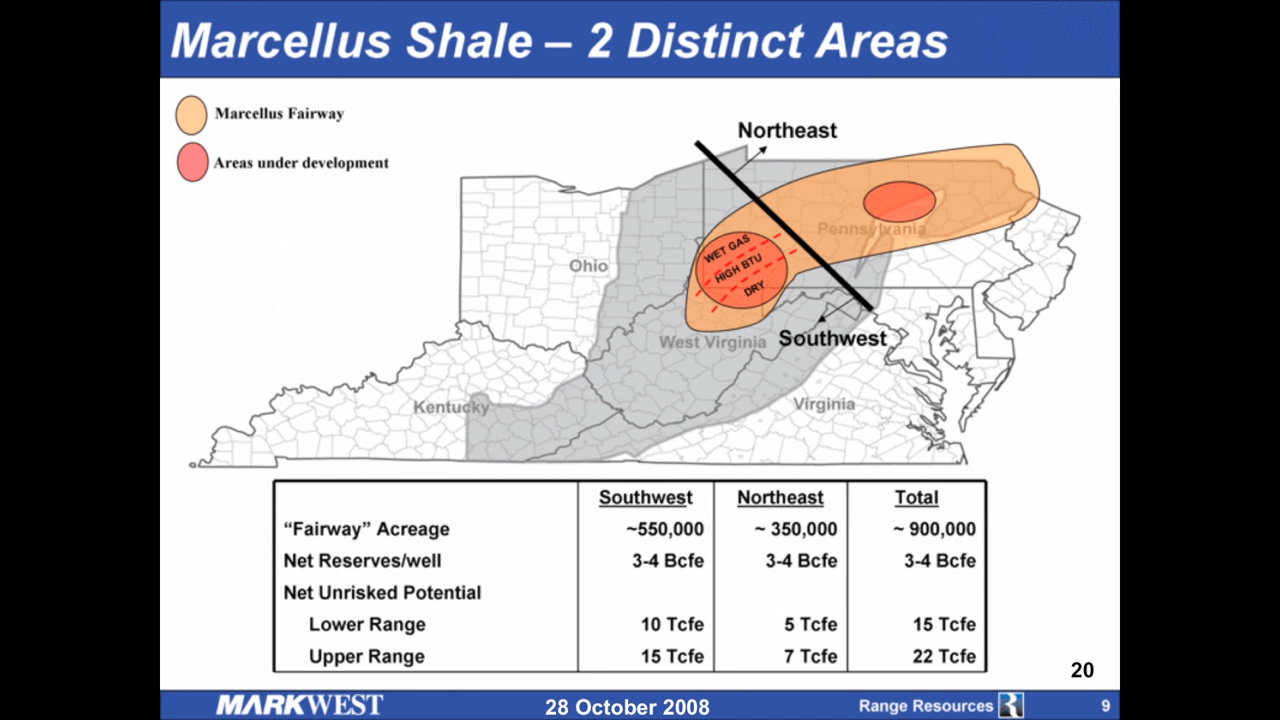 Marcellus Shale – 2 Distinct Areas
Marcellus Fairway
Areas under development
Northeast
Pennsylvania
Ohio
WET GAS
HIGH BTU
DRY
West Virginia
Southwest
Kentucky
Virginia
Southwest Northeast Total
“Fairway” Acreage ~550,000 ~ 350,000 ~ 900,000
Net Reserves/well 3-4 Bcfe 3-4 Bcfe 3-4 Bcfe
Net Unrisked Potential
Lower Range 10 Tcfe 5 Tcfe 15 Tcfe
Upper Range 15 Tcfe 7 Tcfe 22 Tcfe
20
MARKWEST 28 October 2008 Range Resources R 9